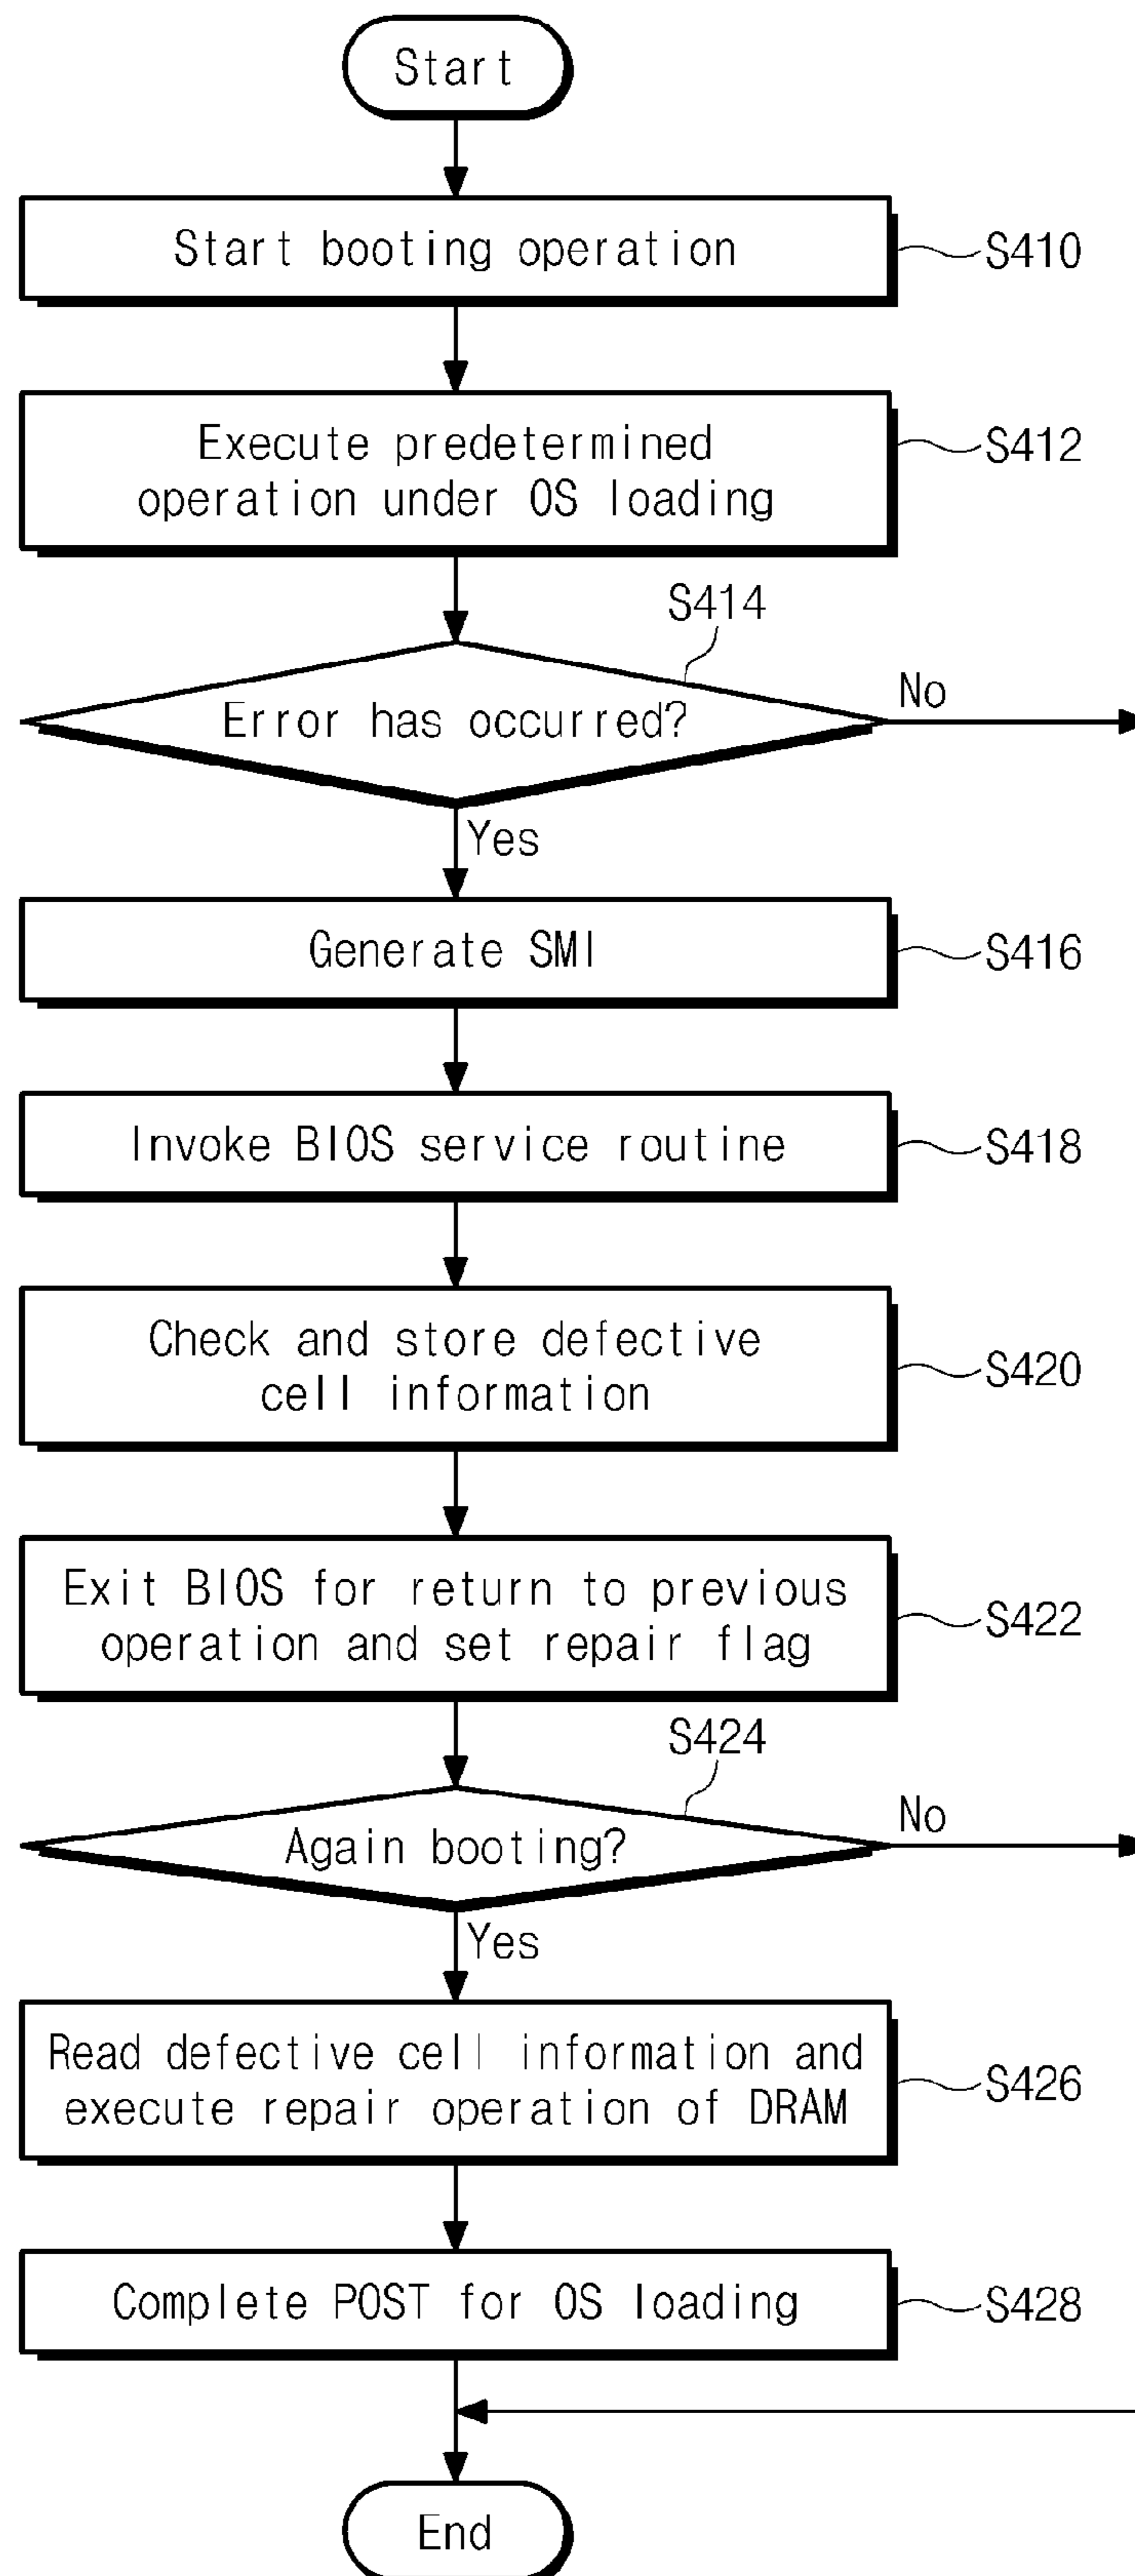 Start
Start booting operation
S410
Execute predetermined
operation under OS loading
S412
S414
Error has occurred?
No
Yes
Generate SMI
S416
Invoke BIOS service routine
S418
Check and store defective
cell information
S420
Exit BIOS for return to previous
operation and set repair flag
S422
S424
Again booting?
No
Yes
Read defective cell information and
execute repair operation of DRAM
S426
Complete POST for OS loading
S428
End